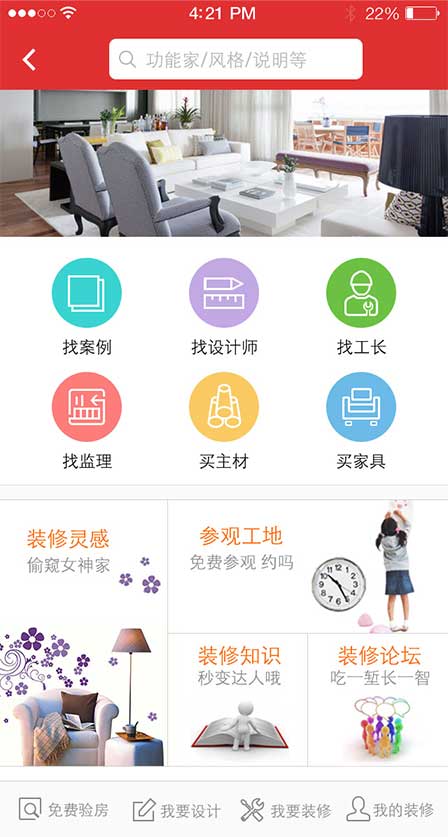 4:21 PM
22%
功能家/风格/说明等
找案例
找设计师
找工长
找监理
买主材
买家具
装修灵感
偷窥女神家
参观工地
免费参观 约吗
装修知识
秒变达人哦
装修论坛
吃一堑长一智
免费验房
我要设计
我要装修
我的装修